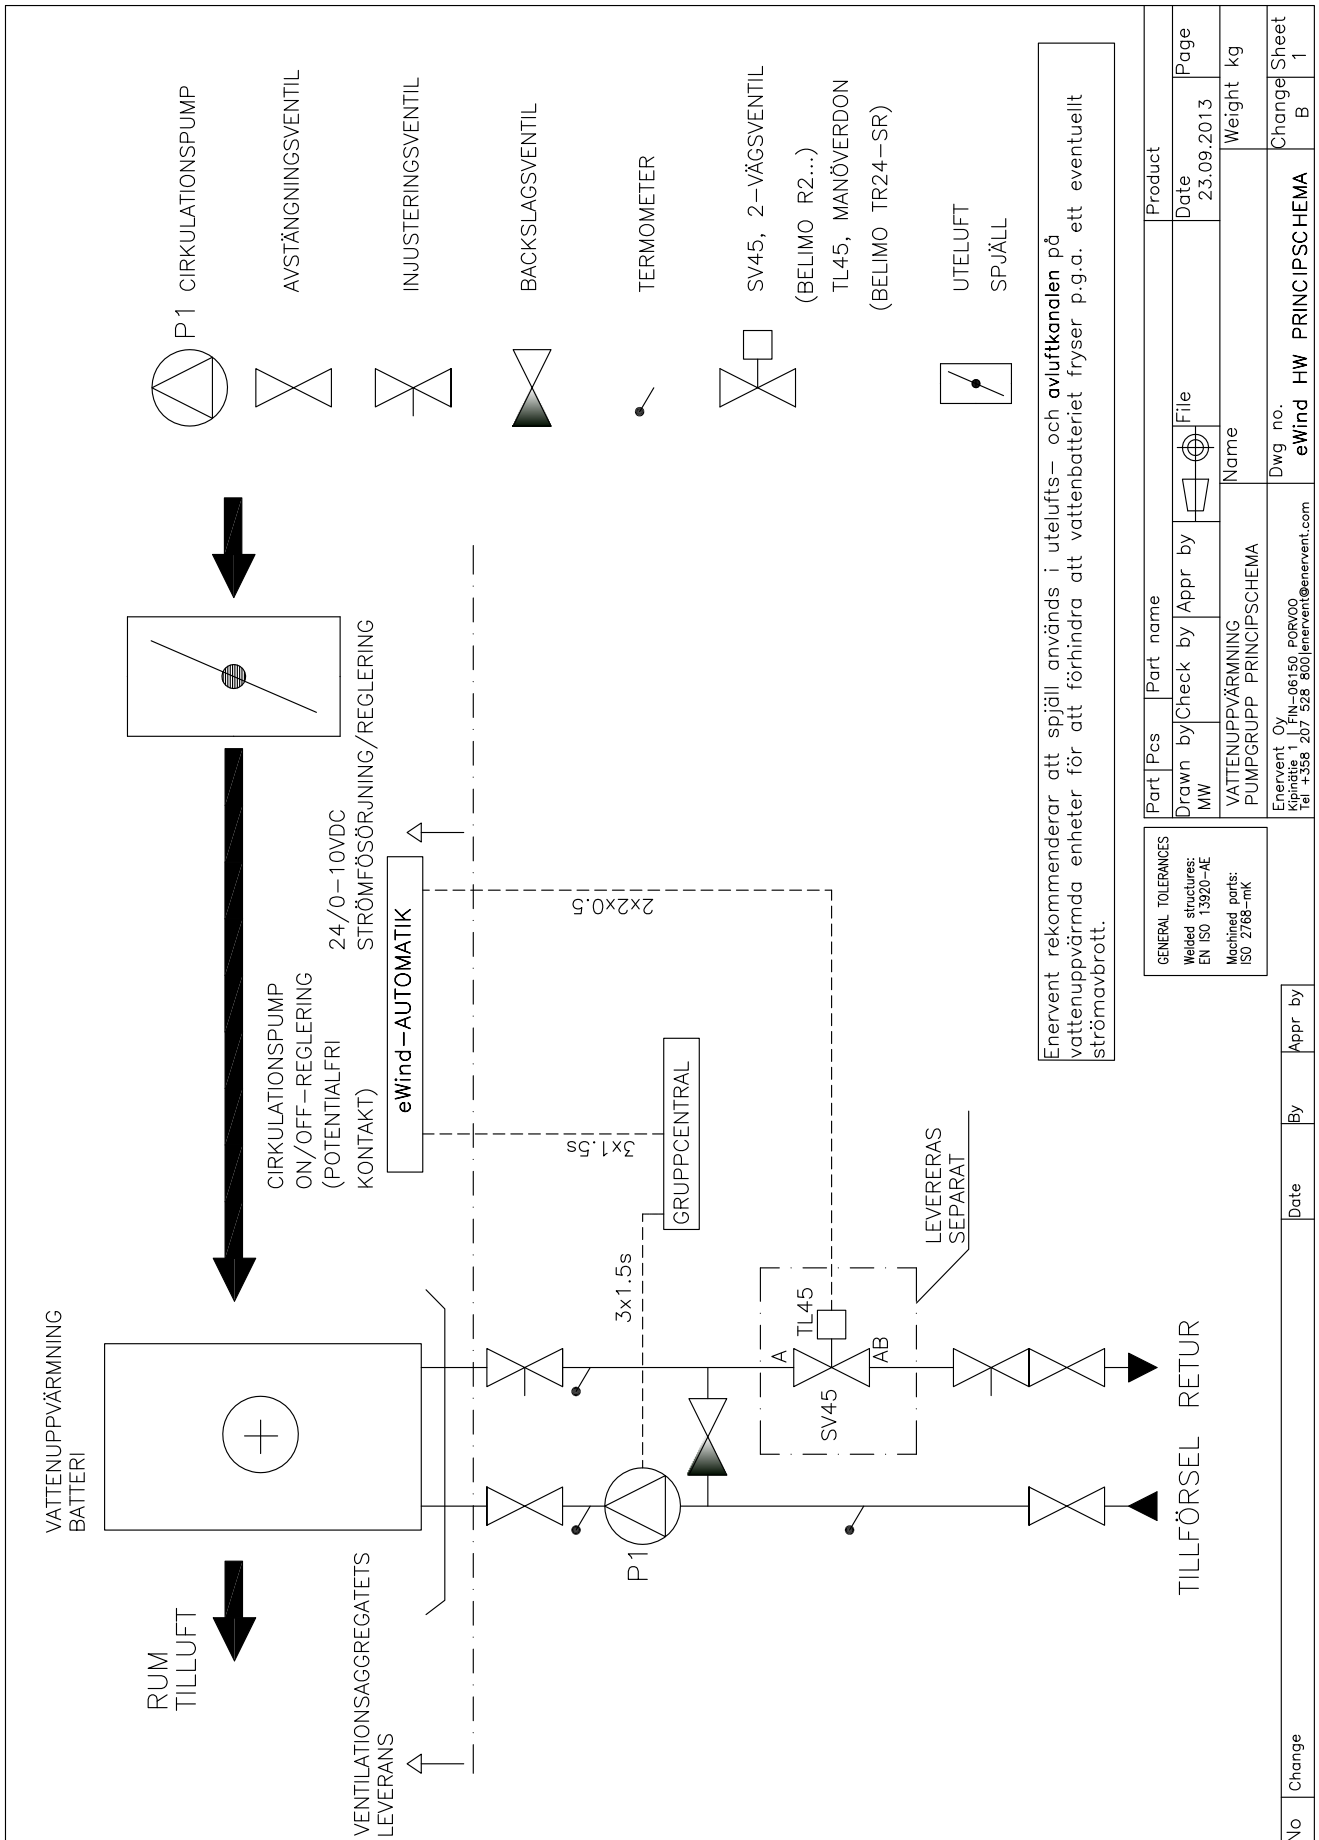 VATTENUPPVÄRMNING
BATTERI
RUM
TILLUFT
VENTILATIONSAGGREGATETS
LEVERANS
CIRKULATIONSPUMP
ON/OFF-REGLERING
(POTENTIALFRI
KONTAKT)
24/0-10VDC
STRÖMFÖSÖRJNING/REGLERING
eWind-AUTOMATIK
3x1.5s
2x2x0.5
GRUPPCENTRAL
3x1.5s
P1
A
TL45
SV45
AB
LEVERERAS
SEPARAT
TILLFÖRSEL
RETUR
P1 CIRKULATIONSPUMP
AVSTÄNGNINGSVENTIL
INJUSTERINGSVENTIL
BACKSLAGSVENTIL
TERMOMETER
SV45, 2-VÄGSVENTIL
(BELIMO R2...)
TL45, MANÖVERDON
(BELIMO TR24-SR)
UTELUFT
SPJÄLL
Enervent rekommenderar att spjäll används i utelufts- och avluftkanalen på
vattenuppvärmda enheter för att förhindra att vattenbatteriet fryser p.g.a. ett eventuellt
strömavbrott.
GENERAL TOLERANCES
Welded structures:
EN ISO 13920-AE
Machined parts:
ISO 2768-mK
Part Pcs Part name Product
Drawn by Check by Appr by File Date Page
MW 23.09.2013
VATTENUPPVÄRMNING
PUMPGRUPP PRINCIPSCHEMA
Name Weight kg
Enervent Oy
Kipinätie 1 | FIN-06150 PORVOO
Tel +358 207 528 800|enervent@enervent.com
Dwg no.
eWind HW PRINCIPSCHEMA
Change Sheet
B 1
No Change Date By Appr by